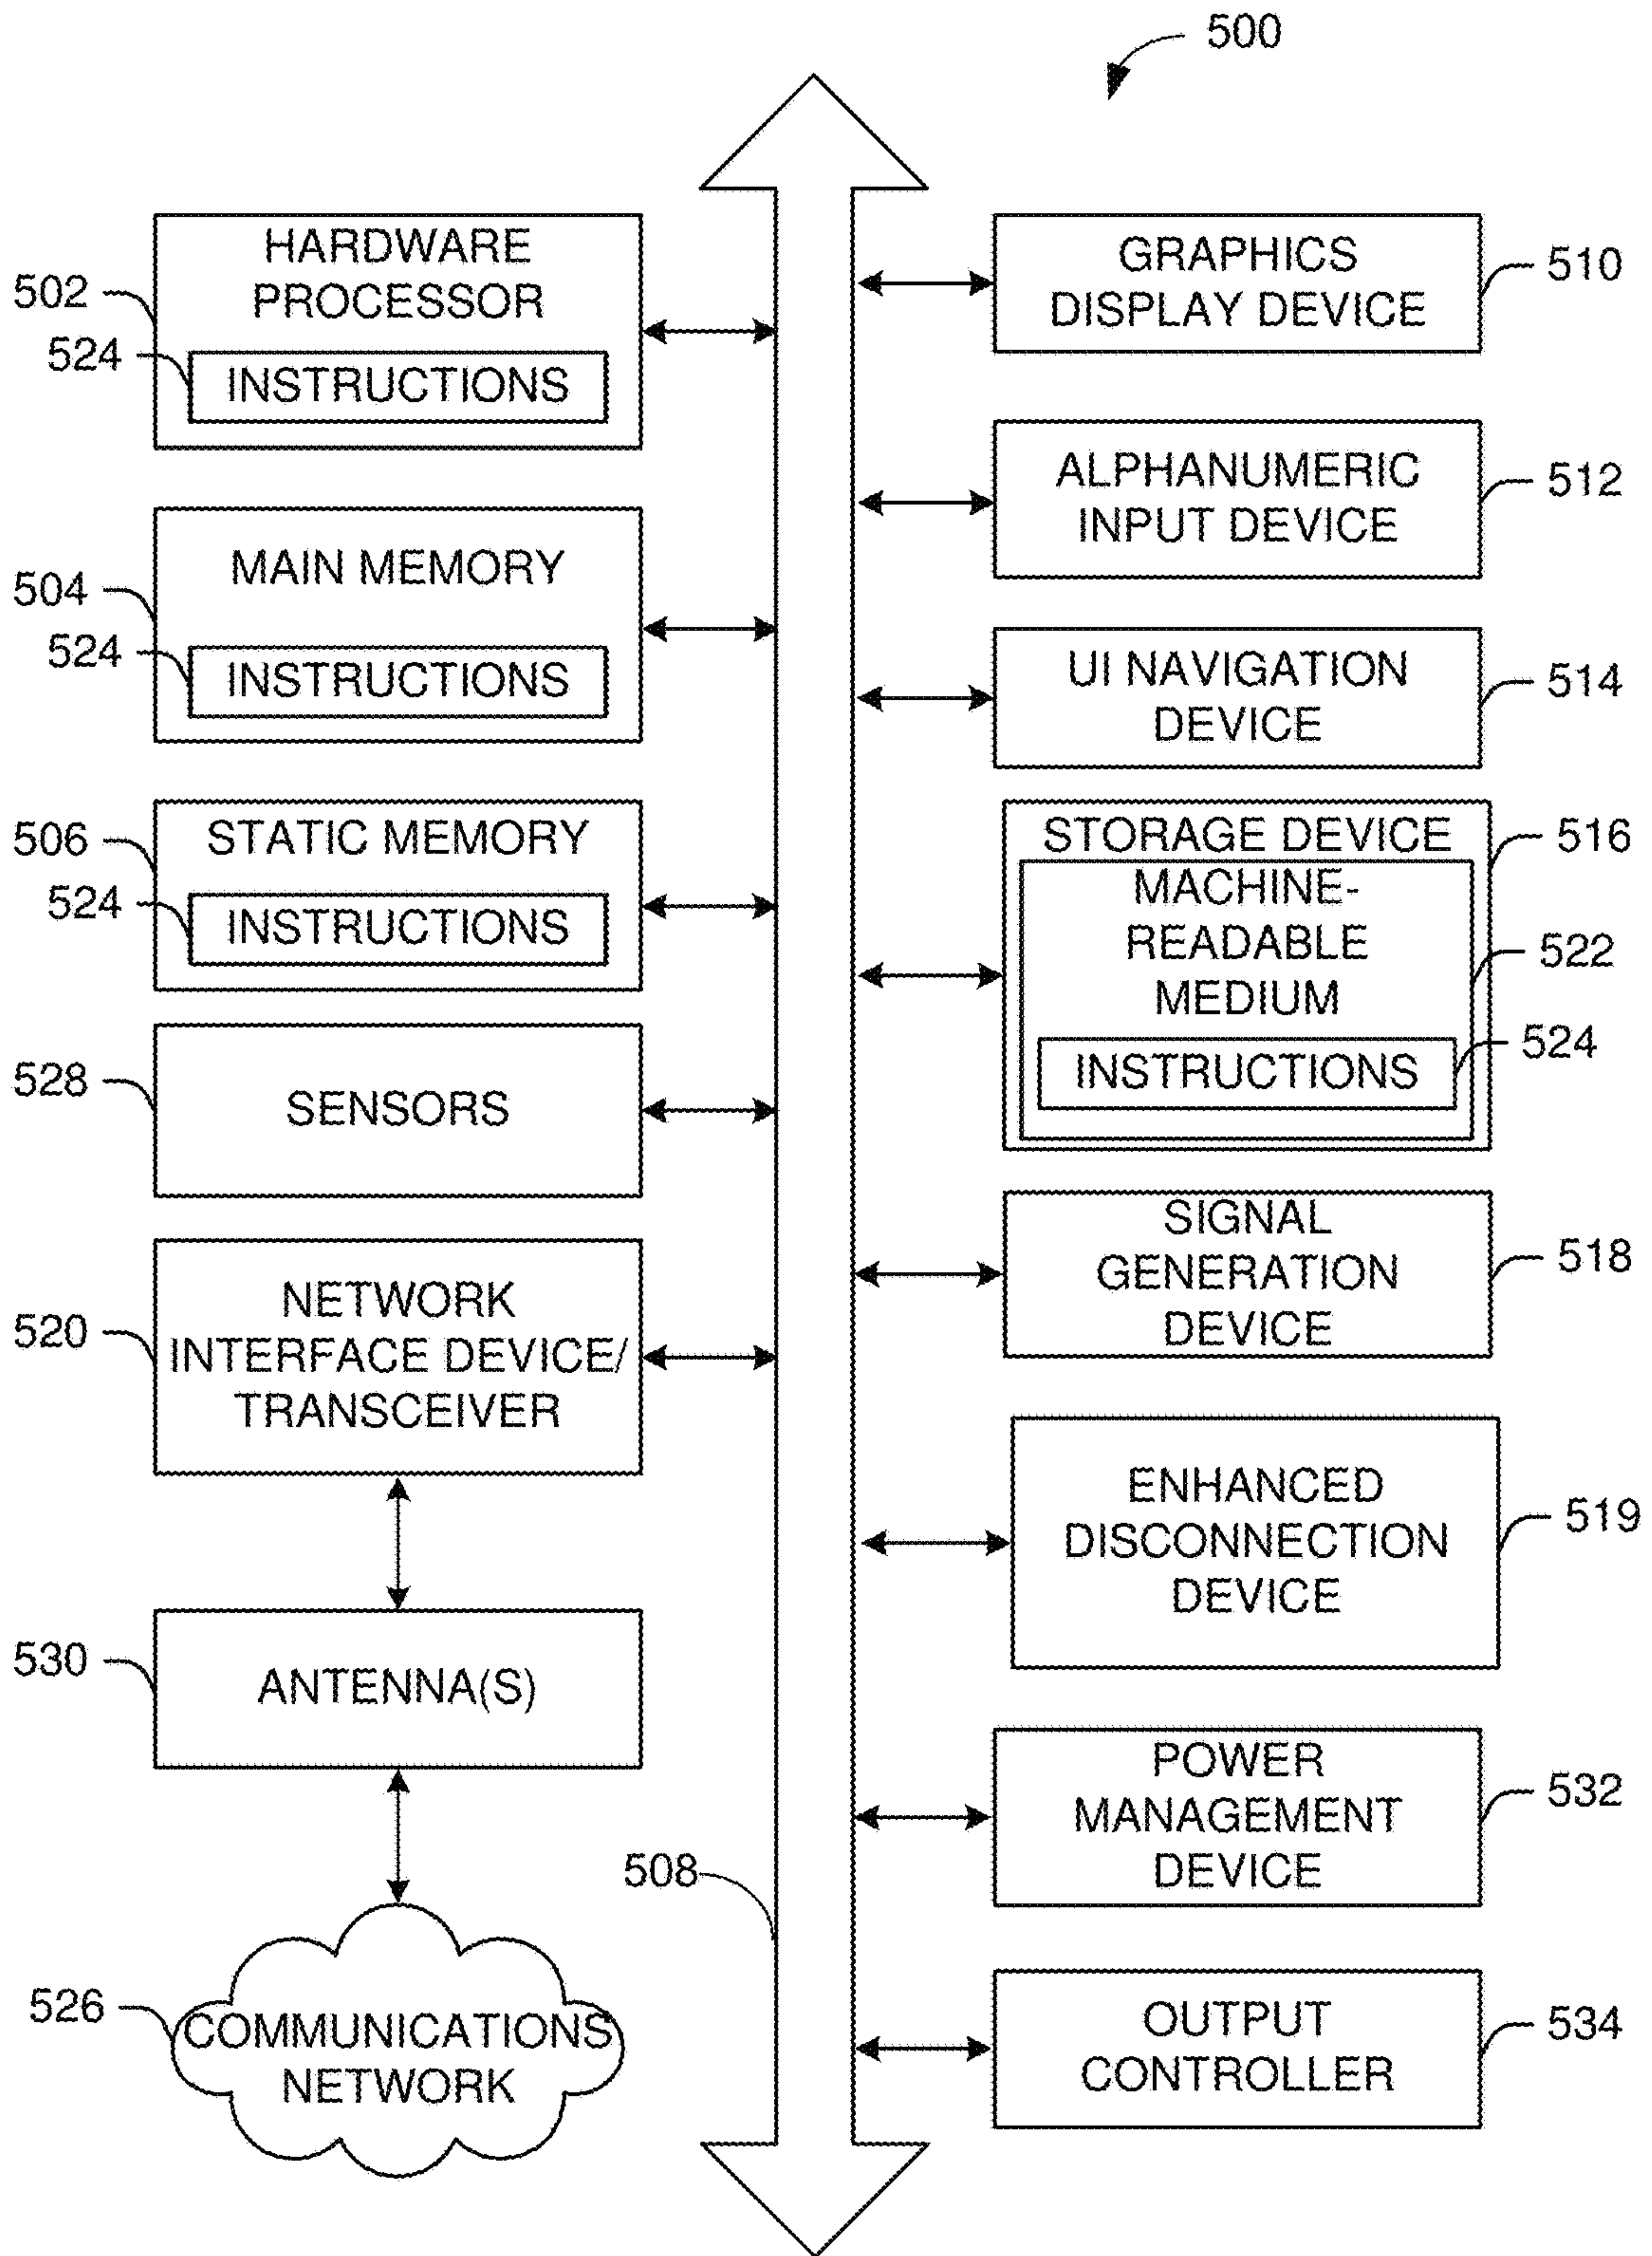 500
HARDWARE
PROCESSOR
502
524
INSTRUCTIONS
MAIN MEMORY
504
524
INSTRUCTIONS
STATIC MEMORY
506
524
INSTRUCTIONS
528
SENSORS
NETWORK
INTERFACE DEVICE/
TRANSCEIVER
520
530
ANTENNA(S)
526
COMMUNICATIONS
NETWORK
508
GRAPHICS
DISPLAY DEVICE
510
ALPHANUMERIC
INPUT DEVICE
512
UI NAVIGATION
DEVICE
514
STORAGE DEVICE
516
MACHINE-
READABLE
MEDIUM
522
INSTRUCTIONS
524
SIGNAL
GENERATION
DEVICE
518
ENHANCED
DISCONNECTION
DEVICE
519
POWER
MANAGEMENT
DEVICE
532
OUTPUT
CONTROLLER
534